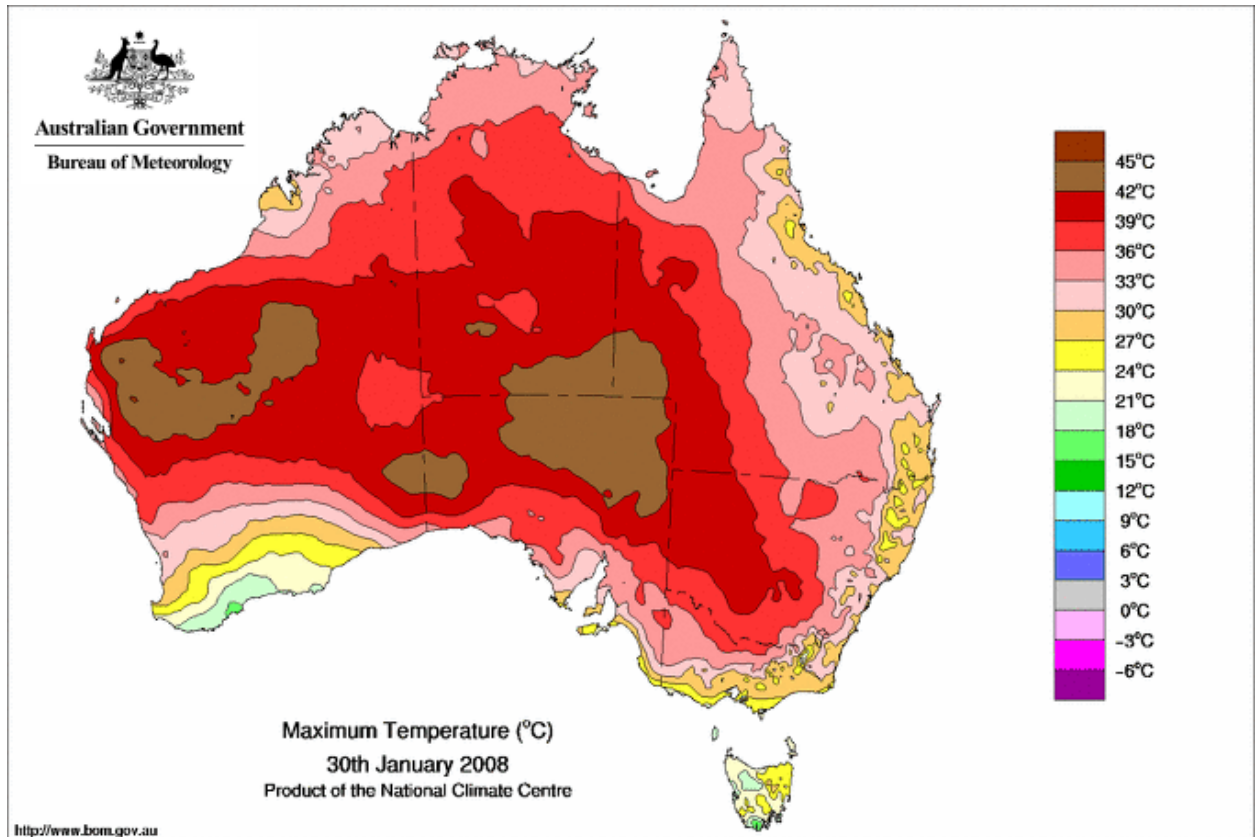 Australian Government
Bureau of Meteorology
45°C
42°C
39°C
36°C
33°C
30°C
27°C
24°C
21°C
18°C
15°C
12°C
9°C
6°C
3°C
0°C
-3°C
-6°C
Maximum Temperature (°C)
30th January 2008
Product of the National Climate Centre
http://www.bom.gov.au